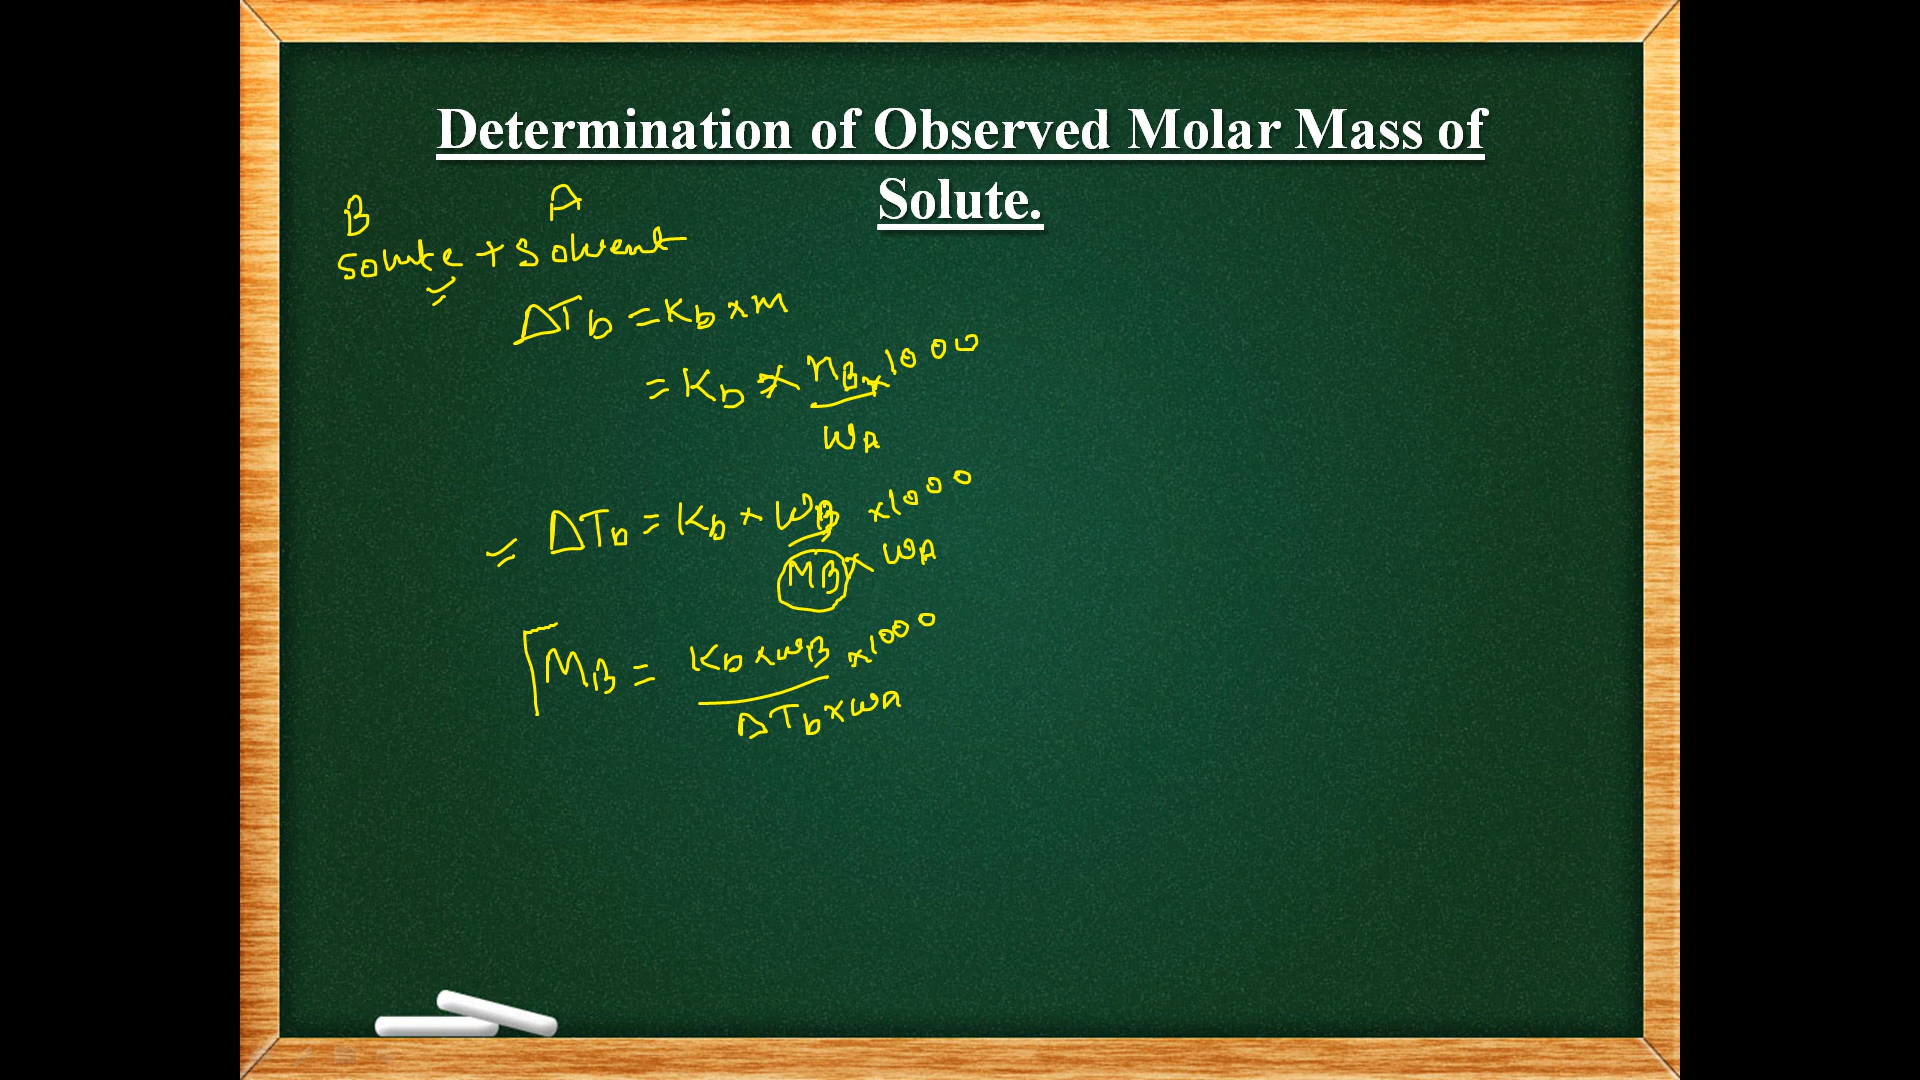 Determination of Observed Molar Mass of
Solute.
B A
Solute + Solvent
ΔTb = Kb × m
= Kb × nB × 1000
WA
= ΔTb = Kb × WB × 1000
MB × WA
MB = Kb × WB × 1000
ΔTb × WA